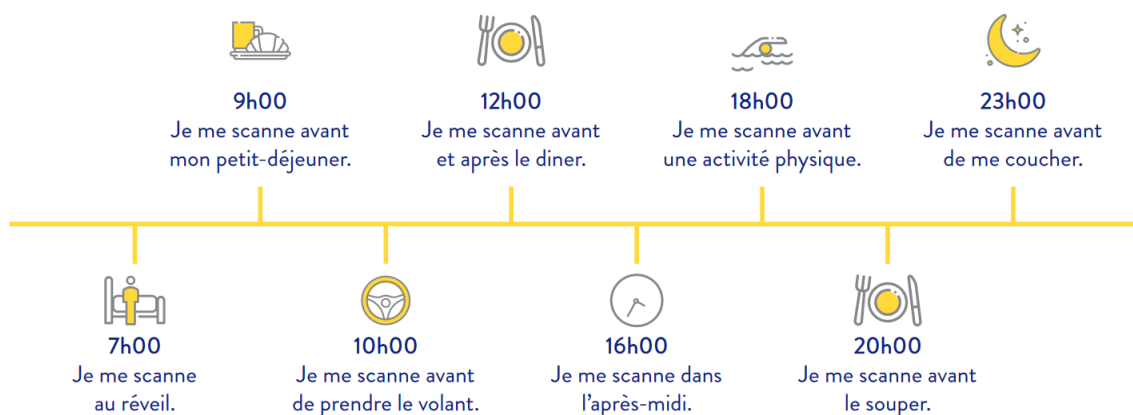 9h00
Je me scanne avant
mon petit-déjeuner.
12h00
Je me scanne avant
et après le diner.
18h00
Je me scanne avant
une activité physique.
23h00
Je me scanne avant
de me coucher.
7h00
Je me scanne
au réveil.
10h00
Je me scanne avant
de prendre le volant.
16h00
Je me scanne dans
l'après-midi.
20h00
Je me scanne avant
le souper.